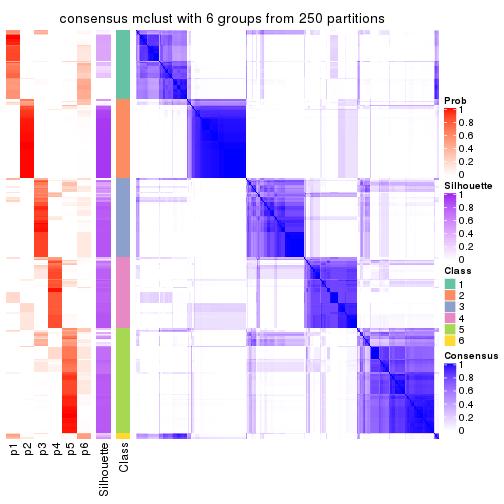 consensus mclust with 6 groups from 250 partitions
Prob
1
0.8
0.6
0.4
0.2
0
Silhouette
1
0.8
0.6
0.4
0.2
0
Class
1
2
3
4
5
6
Consensus
1
0.8
0.6
0.4
0.2
0
p1
p2
p3
p4
p5
p6
Silhouette
Class